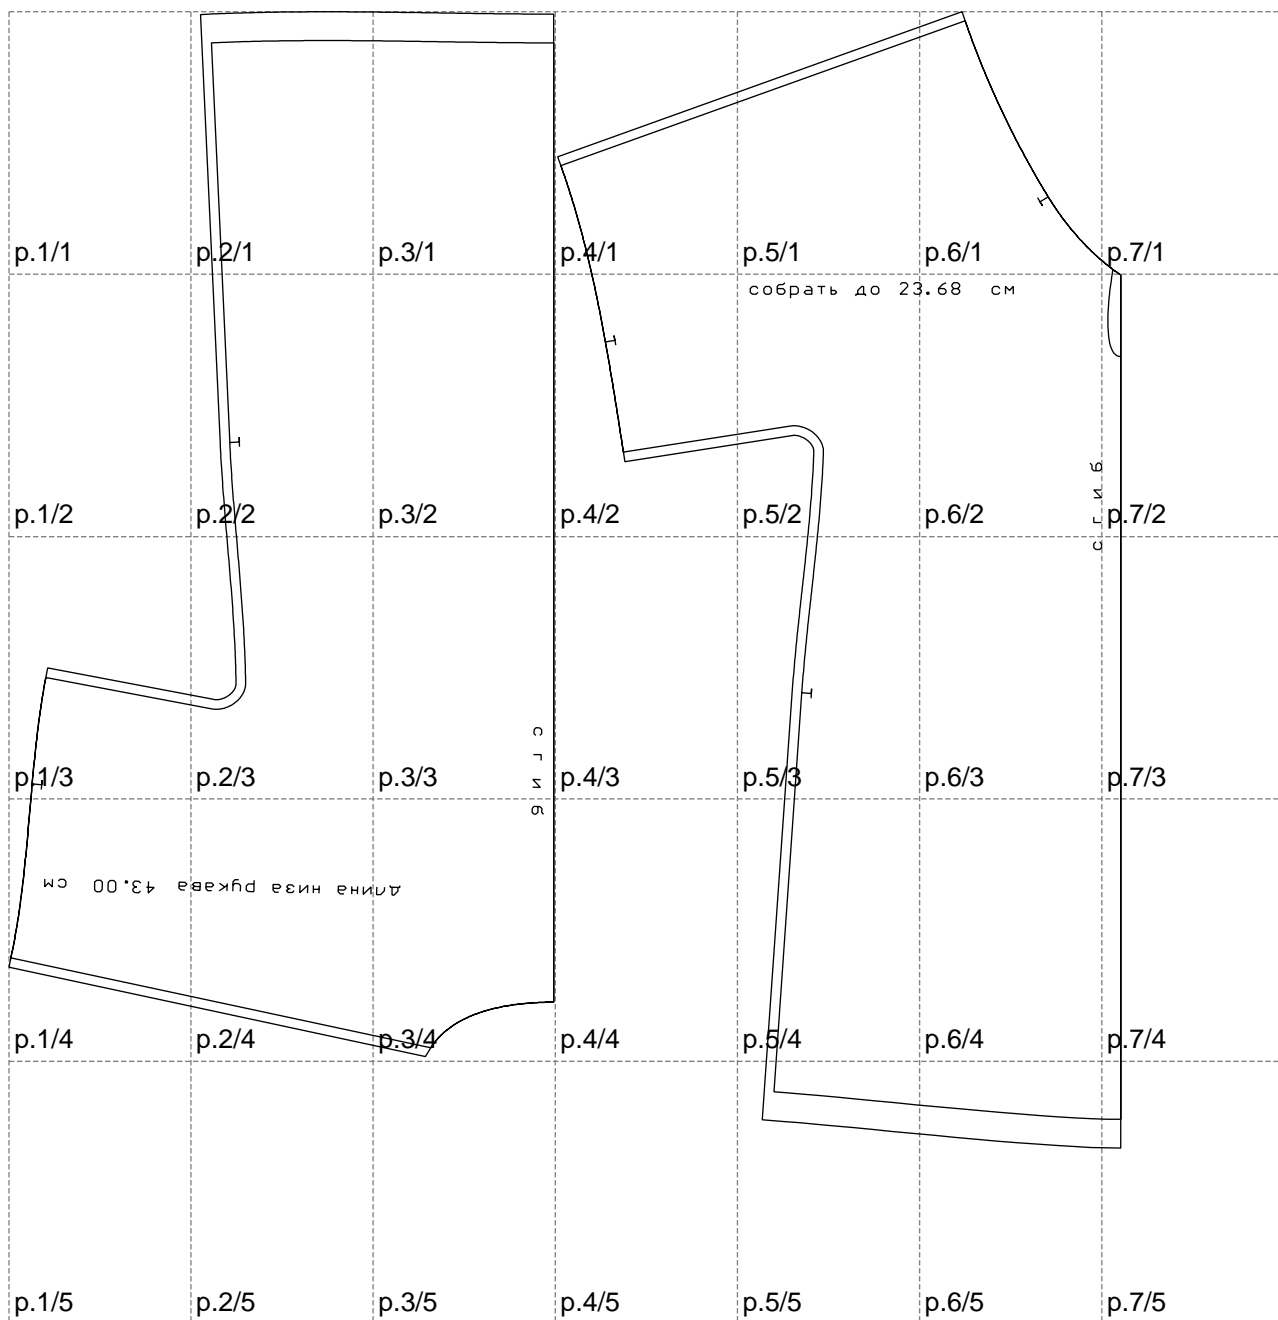 p.1/1 p.2/1 p.3/1 p.4/1 p.5/1 p.6/1 p.7/1
собрать до 23.68 см
сгиб
p.1/2 p.2/2 p.3/2 p.4/2 p.5/2 p.6/2 p.7/2
сгиб
p.1/3 p.2/3 p.3/3 p.4/3 p.5/3 p.6/3 p.7/3
длина низа рукава 43.00 см
p.1/4 p.2/4 p.3/4 p.4/4 p.5/4 p.6/4 p.7/4
p.1/5 p.2/5 p.3/5 p.4/5 p.5/5 p.6/5 p.7/5